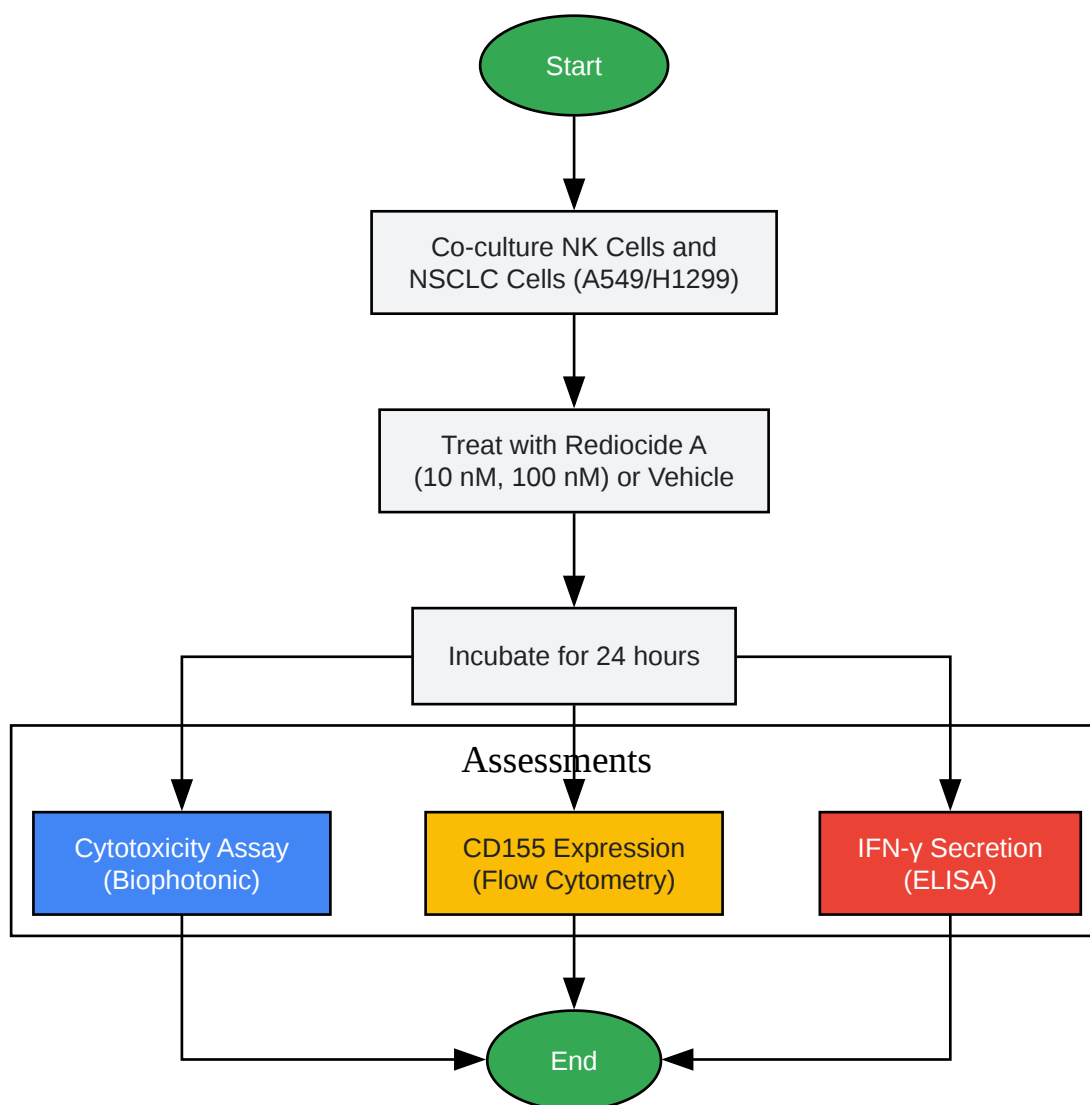 Start
Co-culture NK Cells and
NSCLC Cells (A549/H1299)
Treat with Rediocide A
(10 nM, 100 nM) or Vehicle
Incubate for 24 hours
Assessments
Cytotoxicity Assay
(Biophotonic)
CD155 Expression
(Flow Cytometry)
IFN-γ Secretion
(ELISA)
End